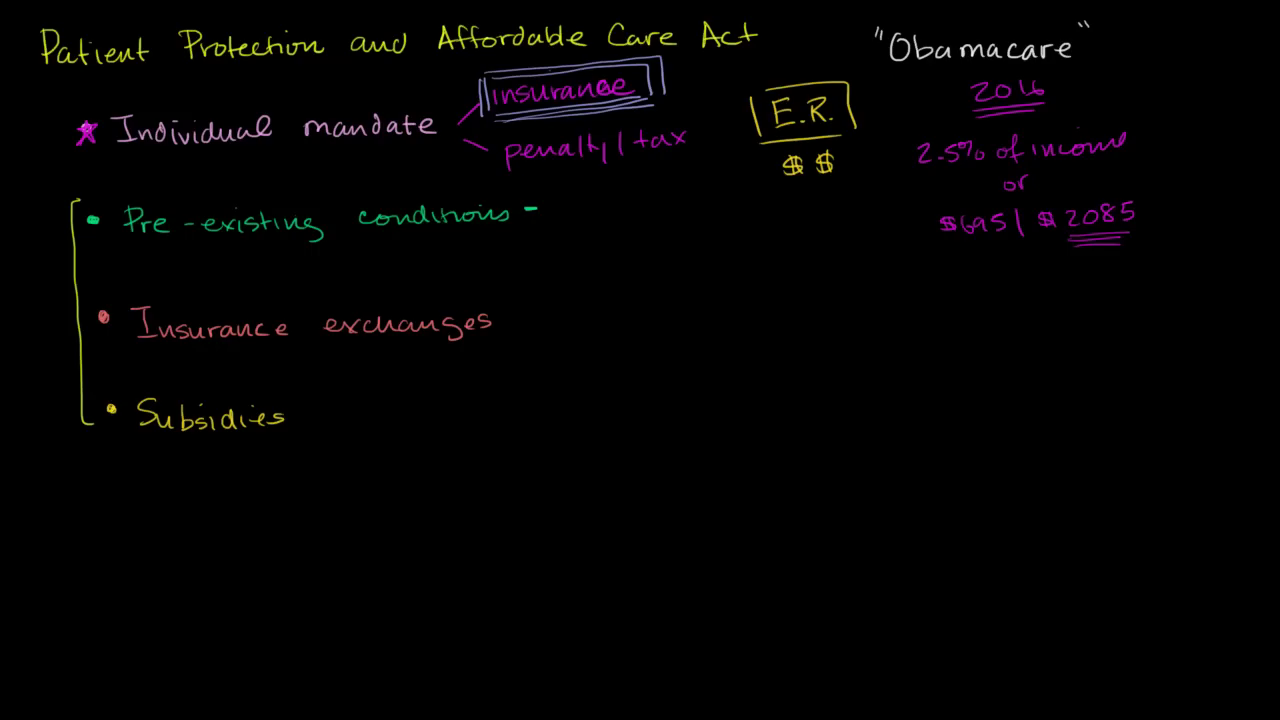 Patient Protection and Affordable Care Act
"Obamacare"
Individual mandate
insurance
penalty/tax
E.R.
$ $
2016
2.5% of income
or
$695/ $2085
Pre-existing conditions -
Insurance exchanges
Subsidies